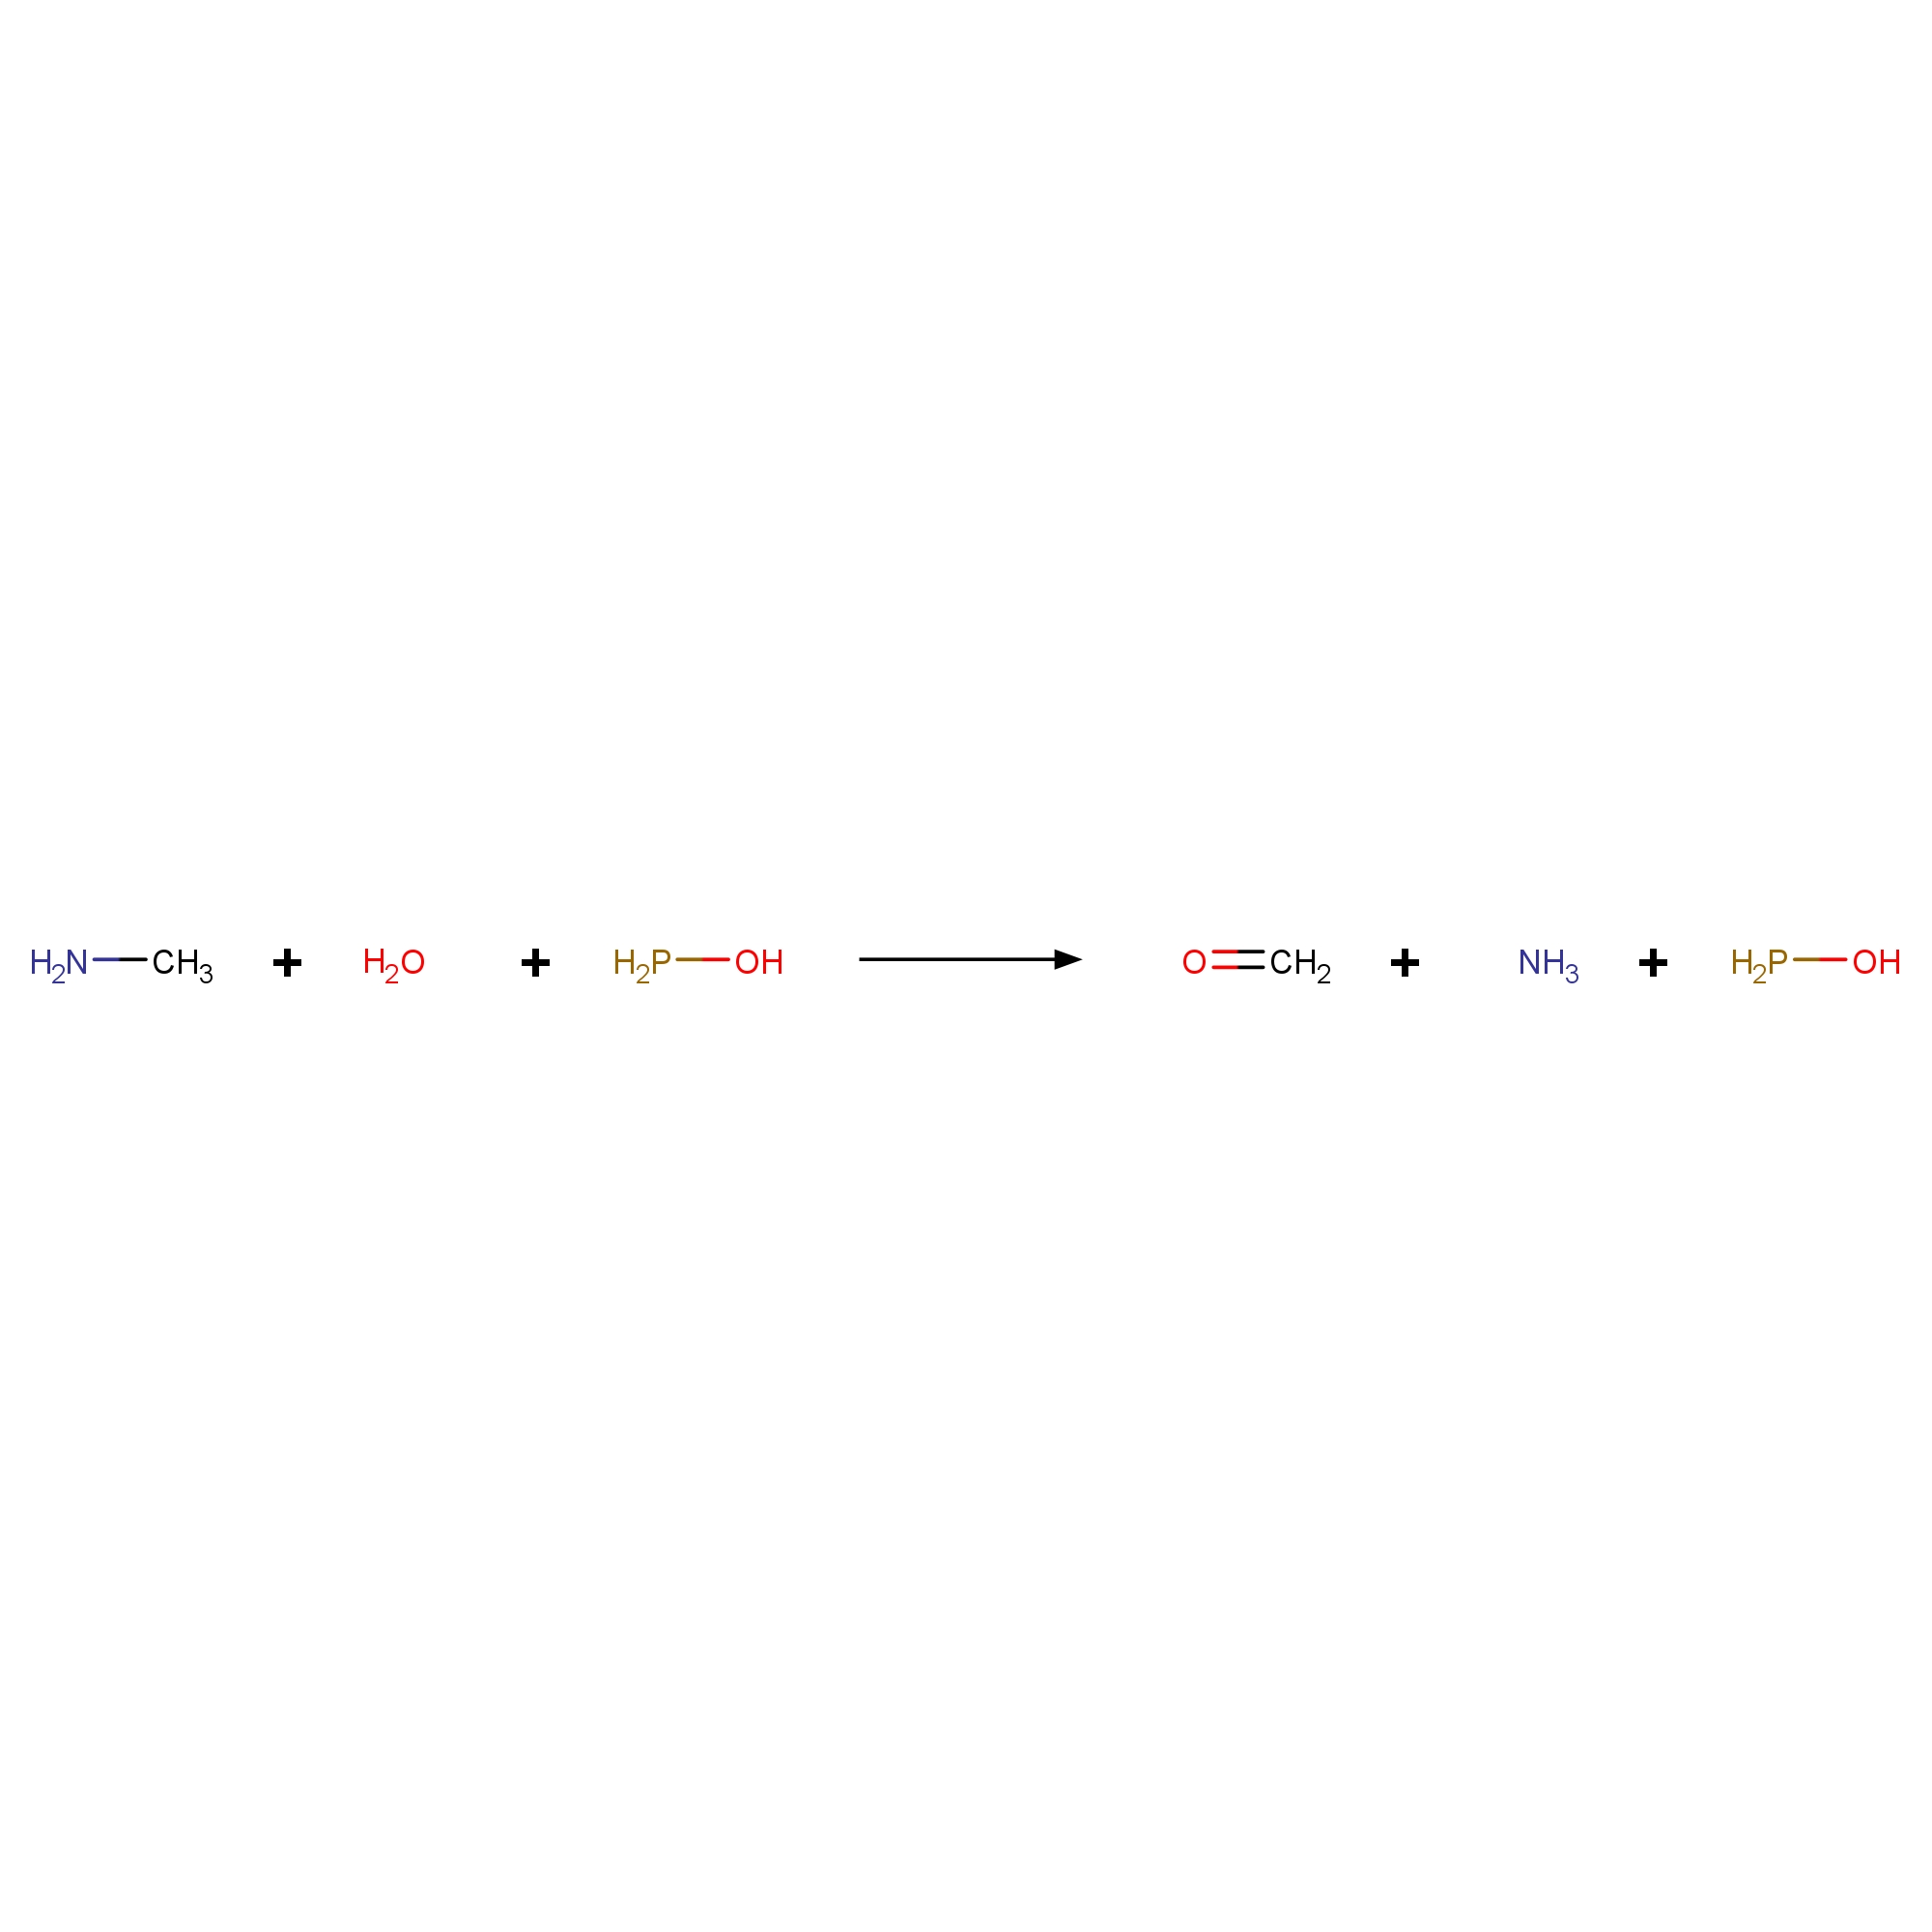 H2N CH3 + H2O + H2P OH O CH2 + NH3 + H2P OH